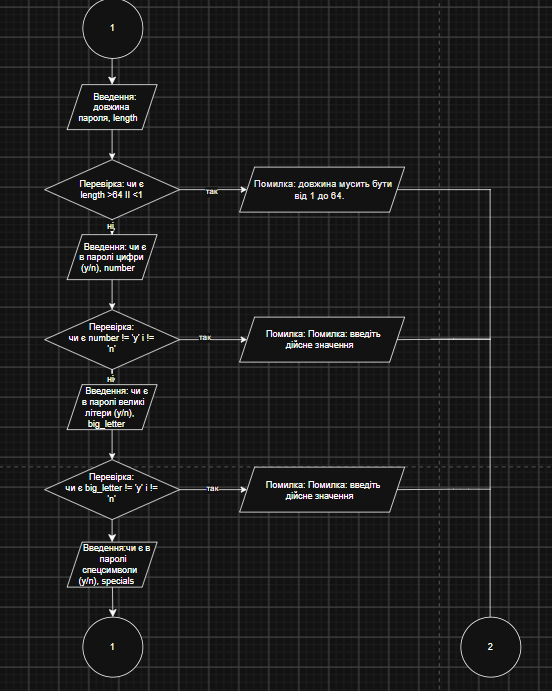 1
Введення:
довжина
пароля, length
Перевірка: чи є
length >64 II <1
так
Помилка: довжина мусить бути
від 1 до 64.
ні
Введення: чи є
в паролі цифри
(y/n), number
Перевірка:
чи є number != 'y' і !=
'n'
так
Помилка: Помилка: введіть
дійсне значення
ні
Введення: чи є
в паролі великі
літери (y/n),
big_letter
Перевірка:
чи є big_letter != 'y' і !=
'n'
так
Помилка: Помилка: введіть
дійсне значення
Введення:чи є в
паролі
спецсимволи
(y/n), specials
1
2